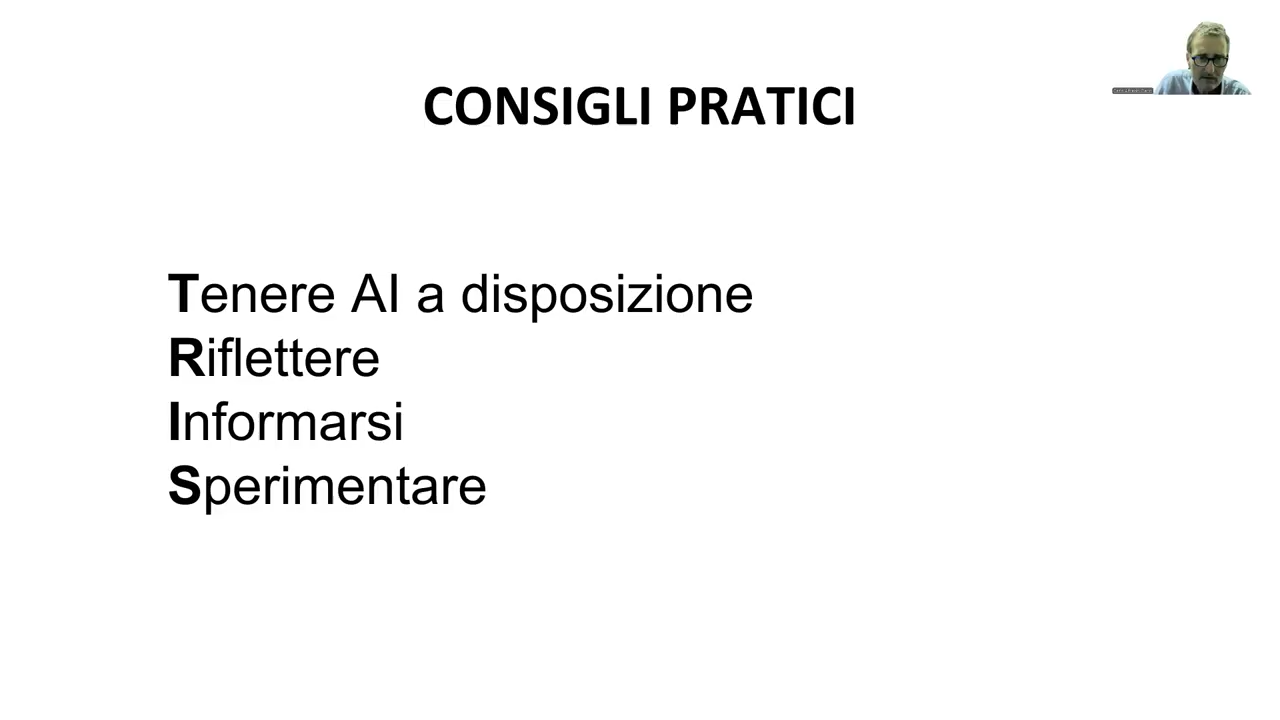 CONSIGLI PRATICI
Tenere AI a disposizione
Riflettere
Informarsi
Sperimentare